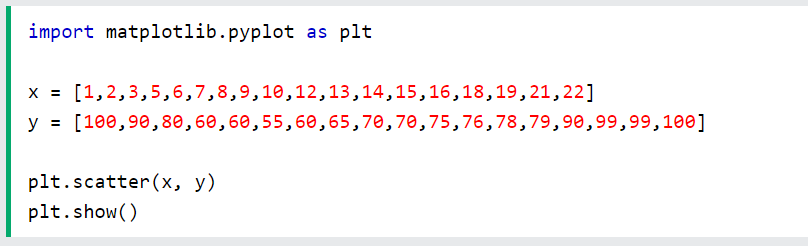 import matplotlib.pyplot as plt
x = [1,2,3,5,6,7,8,9,10,12,13,14,15,16,18,19,21,22]
y = [100,90,80,60,60,55,60,65,70,70,75,76,78,79,90,99,99,100]
plt.scatter(x, y)
plt.show()